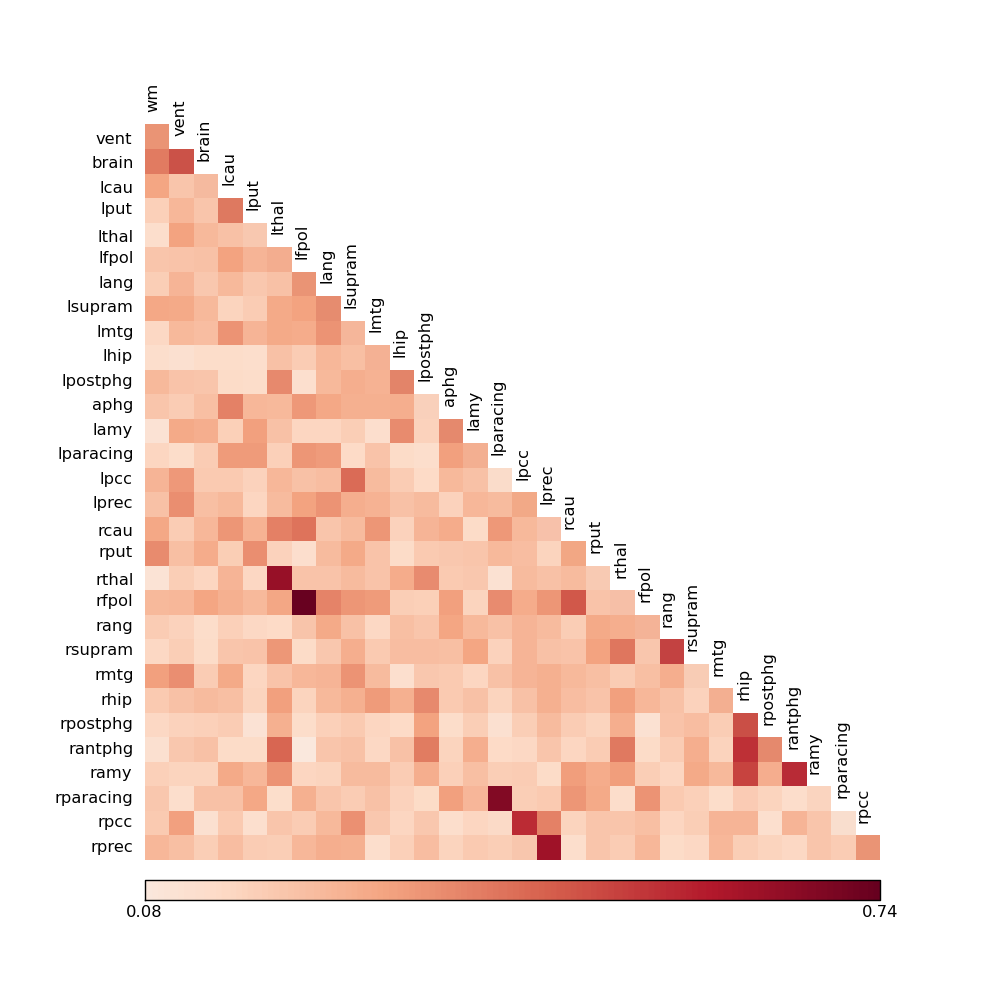 wm
vent
brain
lcau
lput
lthal
lfpol
lang
lsupram
lmtg
lhip
lpostphg
aphg
lamy
lparacing
lpcc
lprec
rcau
rput
rthal
rfpol
rang
rsupram
rmtg
rhip
rpostphg
rantphg
ramy
rparacing
rpcc
vent
brain
lcau
lput
lthal
lfpol
lang
lsupram
lmtg
lhip
lpostphg
aphg
lamy
lparacing
lpcc
lprec
rcau
rput
rthal
rfpol
rang
rsupram
rmtg
rhip
rpostphg
rantphg
ramy
rparacing
rpcc
rprec
0.08 0.74